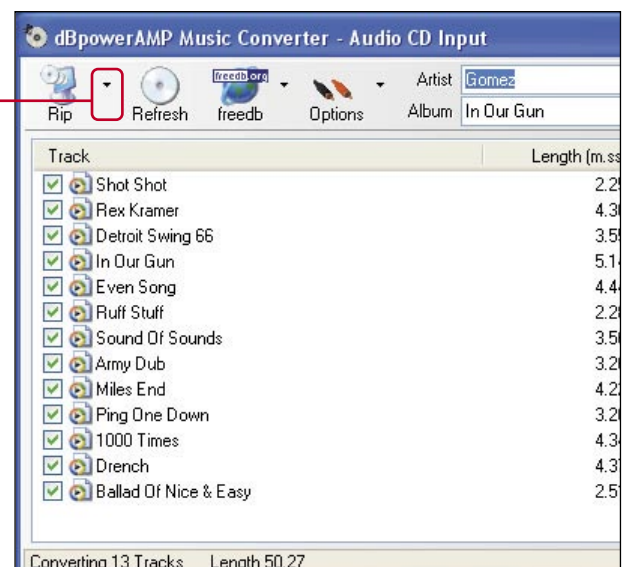 dBpowerAMP Music Converter - Audio CD Input
freedb.org
Artist Gomez
Rip Refresh freedb Options Album In Our Gun
Track Length (m.ss
Shot Shot 2.2
Rex Kramer 4.3
Detroit Swing 66 3.5
In Our Gun 5.1
Even Song 4.4
Ruff Stuff 2.2
Sound Of Sounds 3.5
Army Dub 3.2
Miles End 4.2
Ping One Down 3.2
1000 Times 4.3
Drench 4.3
Ballad Of Nice & Easy 2.5
Converting 13 Tracks Length 50.27